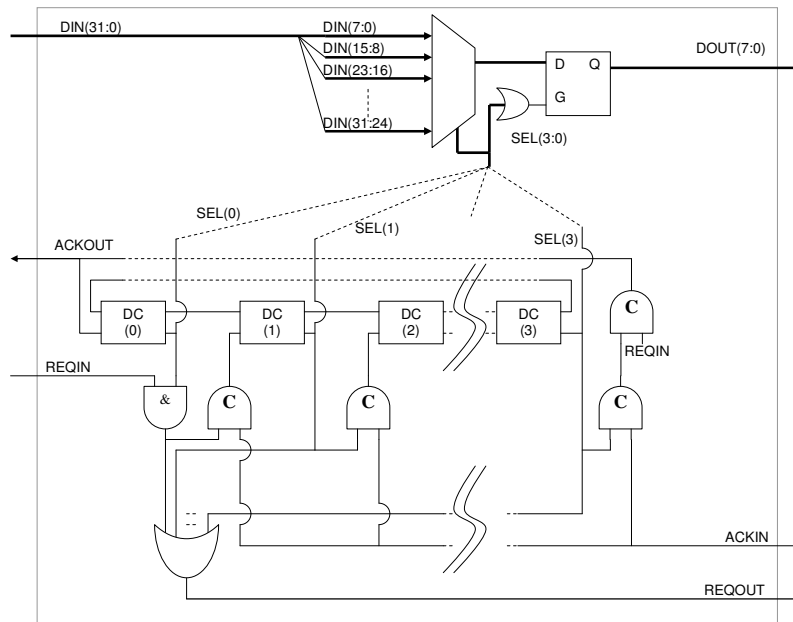 DIN(31:0)
DIN(7:0)
DIN(15:8)
DIN(23:16)
DIN(31:24)
D
Q
G
DOUT(7:0)
SEL(3:0)
SEL(0)
SEL(1)
SEL(3)
ACKOUT
DC
(0)
DC
(1)
DC
(2)
DC
(3)
C
REQIN
REQIN
&
C
C
C
ACKIN
REQOUT